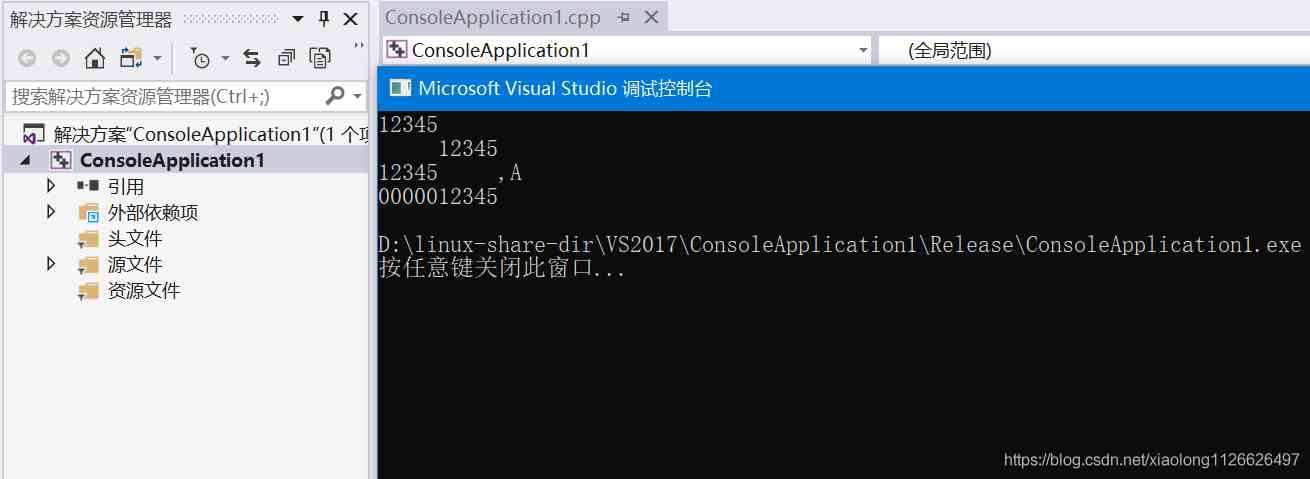 解决方案资源管理器
搜索解决方案资源管理器(Ctrl+;)
解决方案"ConsoleApplication1"(1 个项
ConsoleApplication1
引用
外部依赖项
头文件
源文件
资源文件
ConsoleApplication1.cpp
ConsoleApplication1
(全局范围)
Microsoft Visual Studio 调试控制台
12345
     12345
12345     ,A
0000012345
D:\linux-share-dir\VS2017\ConsoleApplication1\Release\ConsoleApplication1.exe
按任意键关闭此窗口...
https://blog.csdn.net/xiaolong1126626497